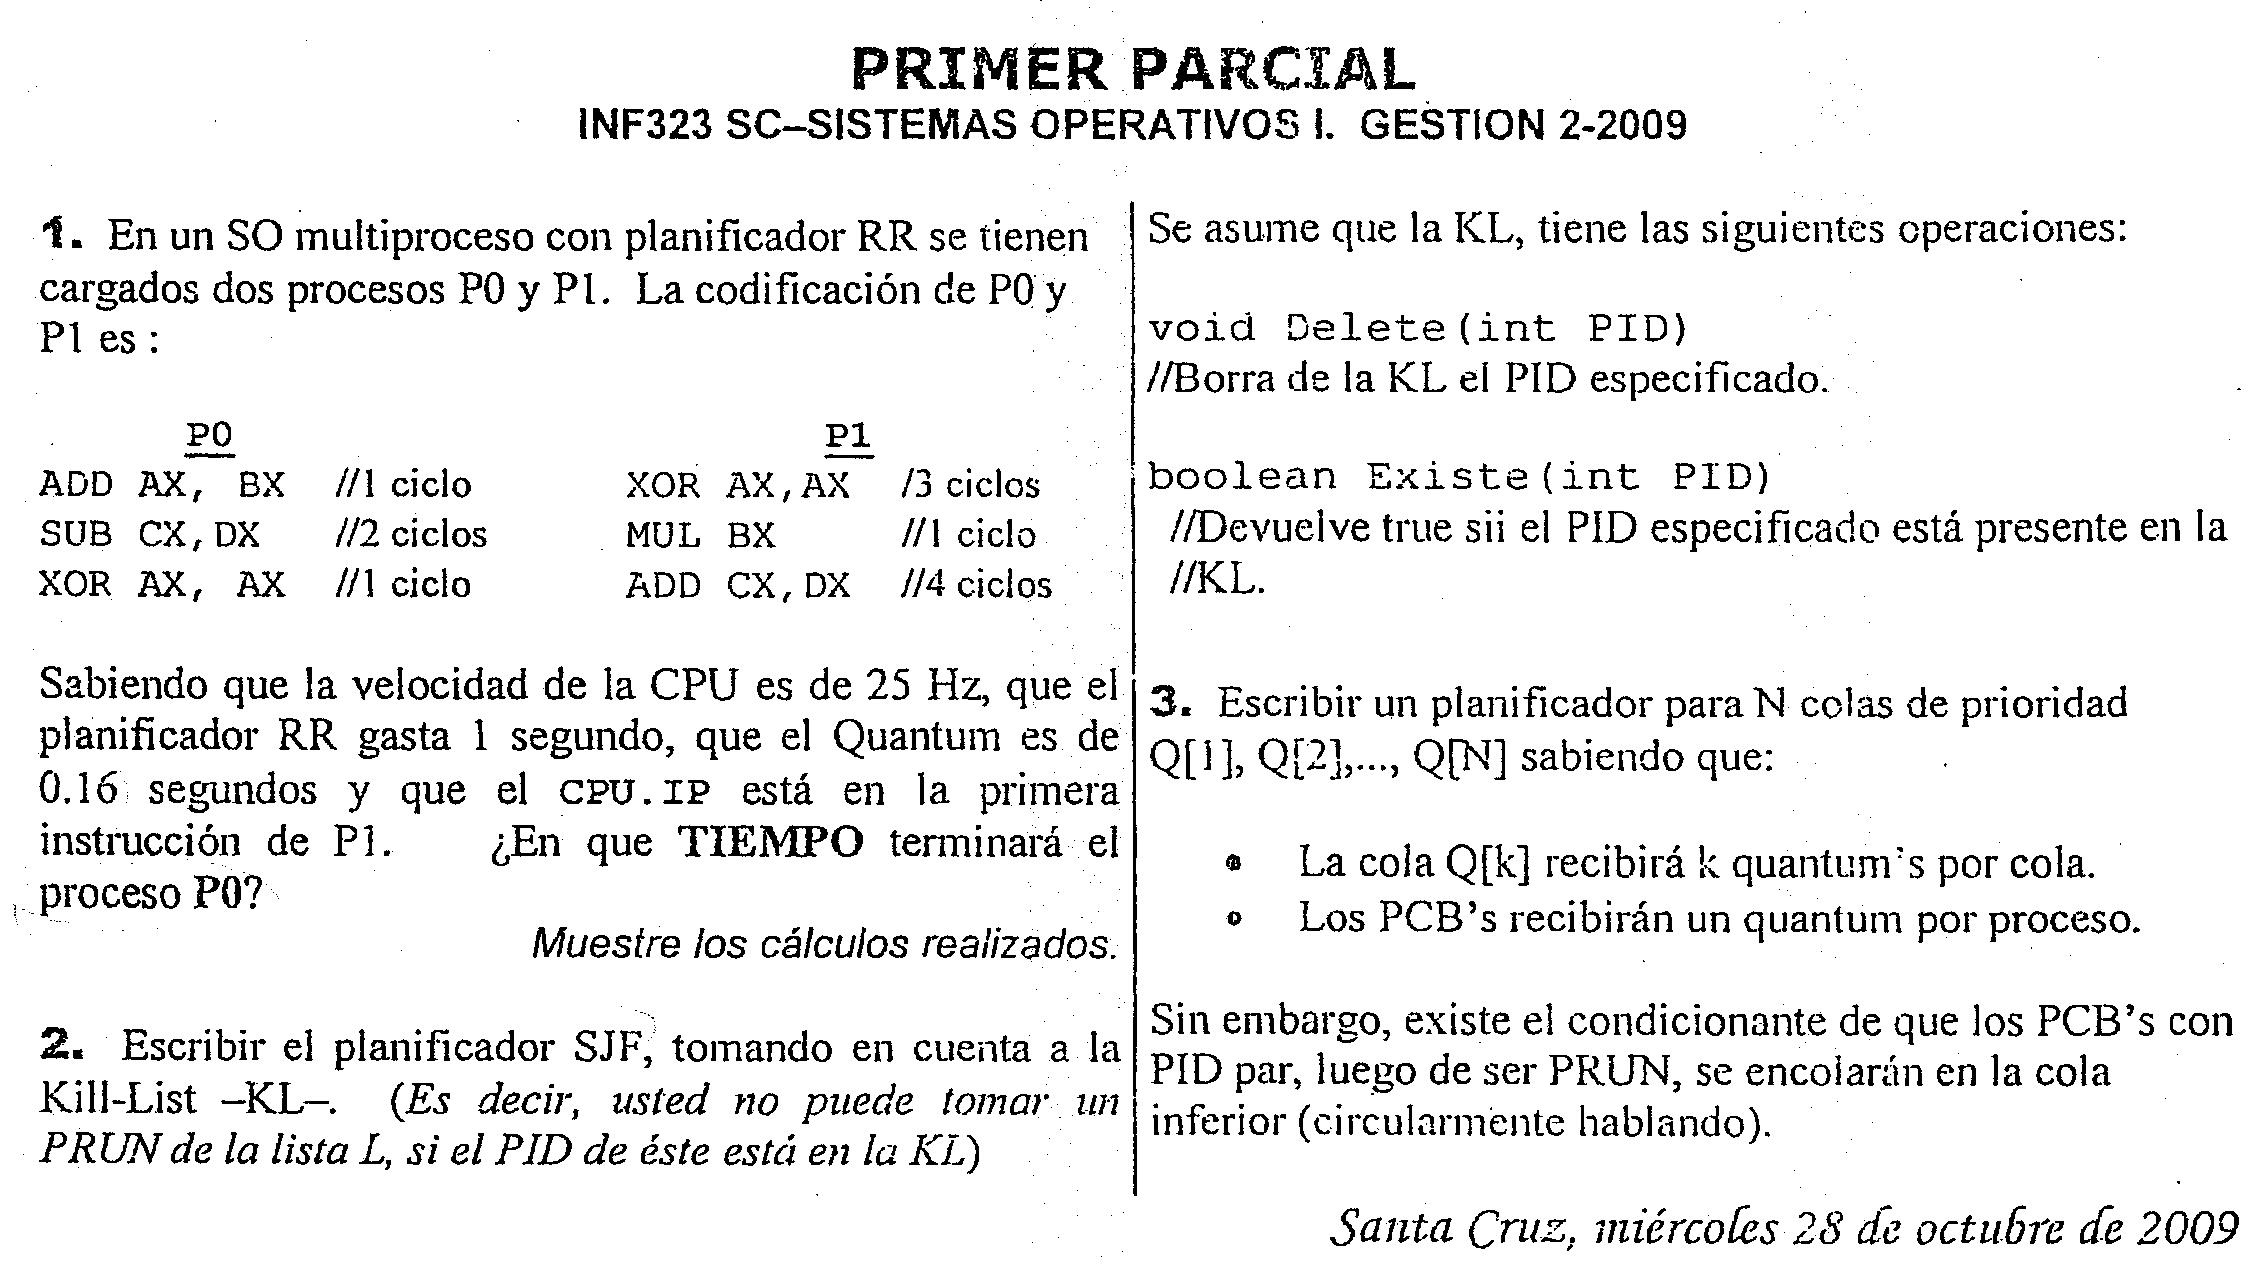 PRIMER PARCIAL
INF323 SC–SISTEMAS OPERATIVOS I. GESTION 2-2009
1. En un SO multiproceso con planificador RR se tienen
cargados dos procesos P0 y P1. La codificación de P0 y
P1 es :
P0 P1
ADD AX, BX //1 ciclo XOR AX,AX /3 ciclos
SUB CX,DX //2 ciclos MUL BX //1 ciclo
XOR AX, AX //1 ciclo ADD CX,DX //4 ciclos
Sabiendo que la velocidad de la CPU es de 25 Hz, que el
planificador RR gasta 1 segundo, que el Quantum es de
0.16 segundos y que el CPU.IP está en la primera
instrucción de P1. ¿En que TIEMPO terminará el
proceso P0?
Muestre los cálculos realizados.
2. Escribir el planificador SJF, tomando en cuenta a la
Kill-List –KL–. (Es decir, usted no puede tomar un
PRUN de la lista L, si el PID de éste está en la KL)
Se asume que la KL, tiene las siguientes operaciones:
void Delete(int PID)
//Borra de la KL el PID especificado.
boolean Existe(int PID)
//Devuelve true sii el PID especificado está presente en la
//KL.
3. Escribir un planificador para N colas de prioridad
Q[1], Q[2],..., Q[N] sabiendo que:
• La cola Q[k] recibirá k quantum's por cola.
• Los PCB's recibirán un quantum por proceso.
Sin embargo, existe el condicionante de que los PCB's con
PID par, luego de ser PRUN, se encolarán en la cola
inferior (circularmente hablando).
Santa Cruz, miércoles 28 de octubre de 2009